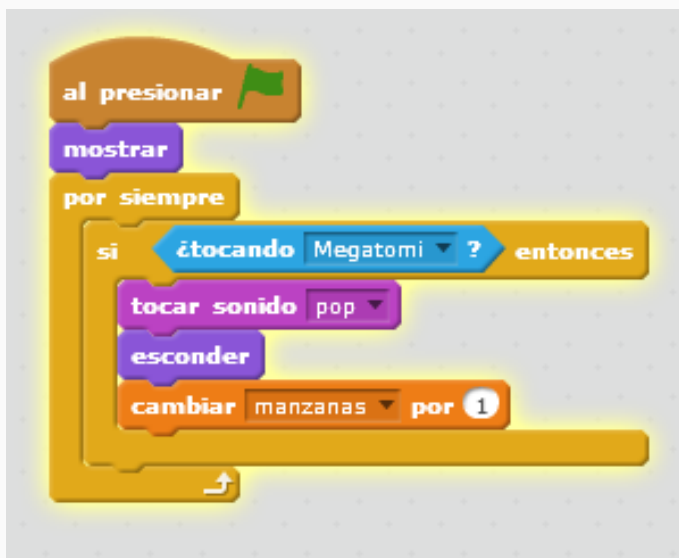 al presionar
mostrar
por siempre
si ¿tocando Megatomi ? entonces
tocar sonido pop
esconder
cambiar manzanas por 1